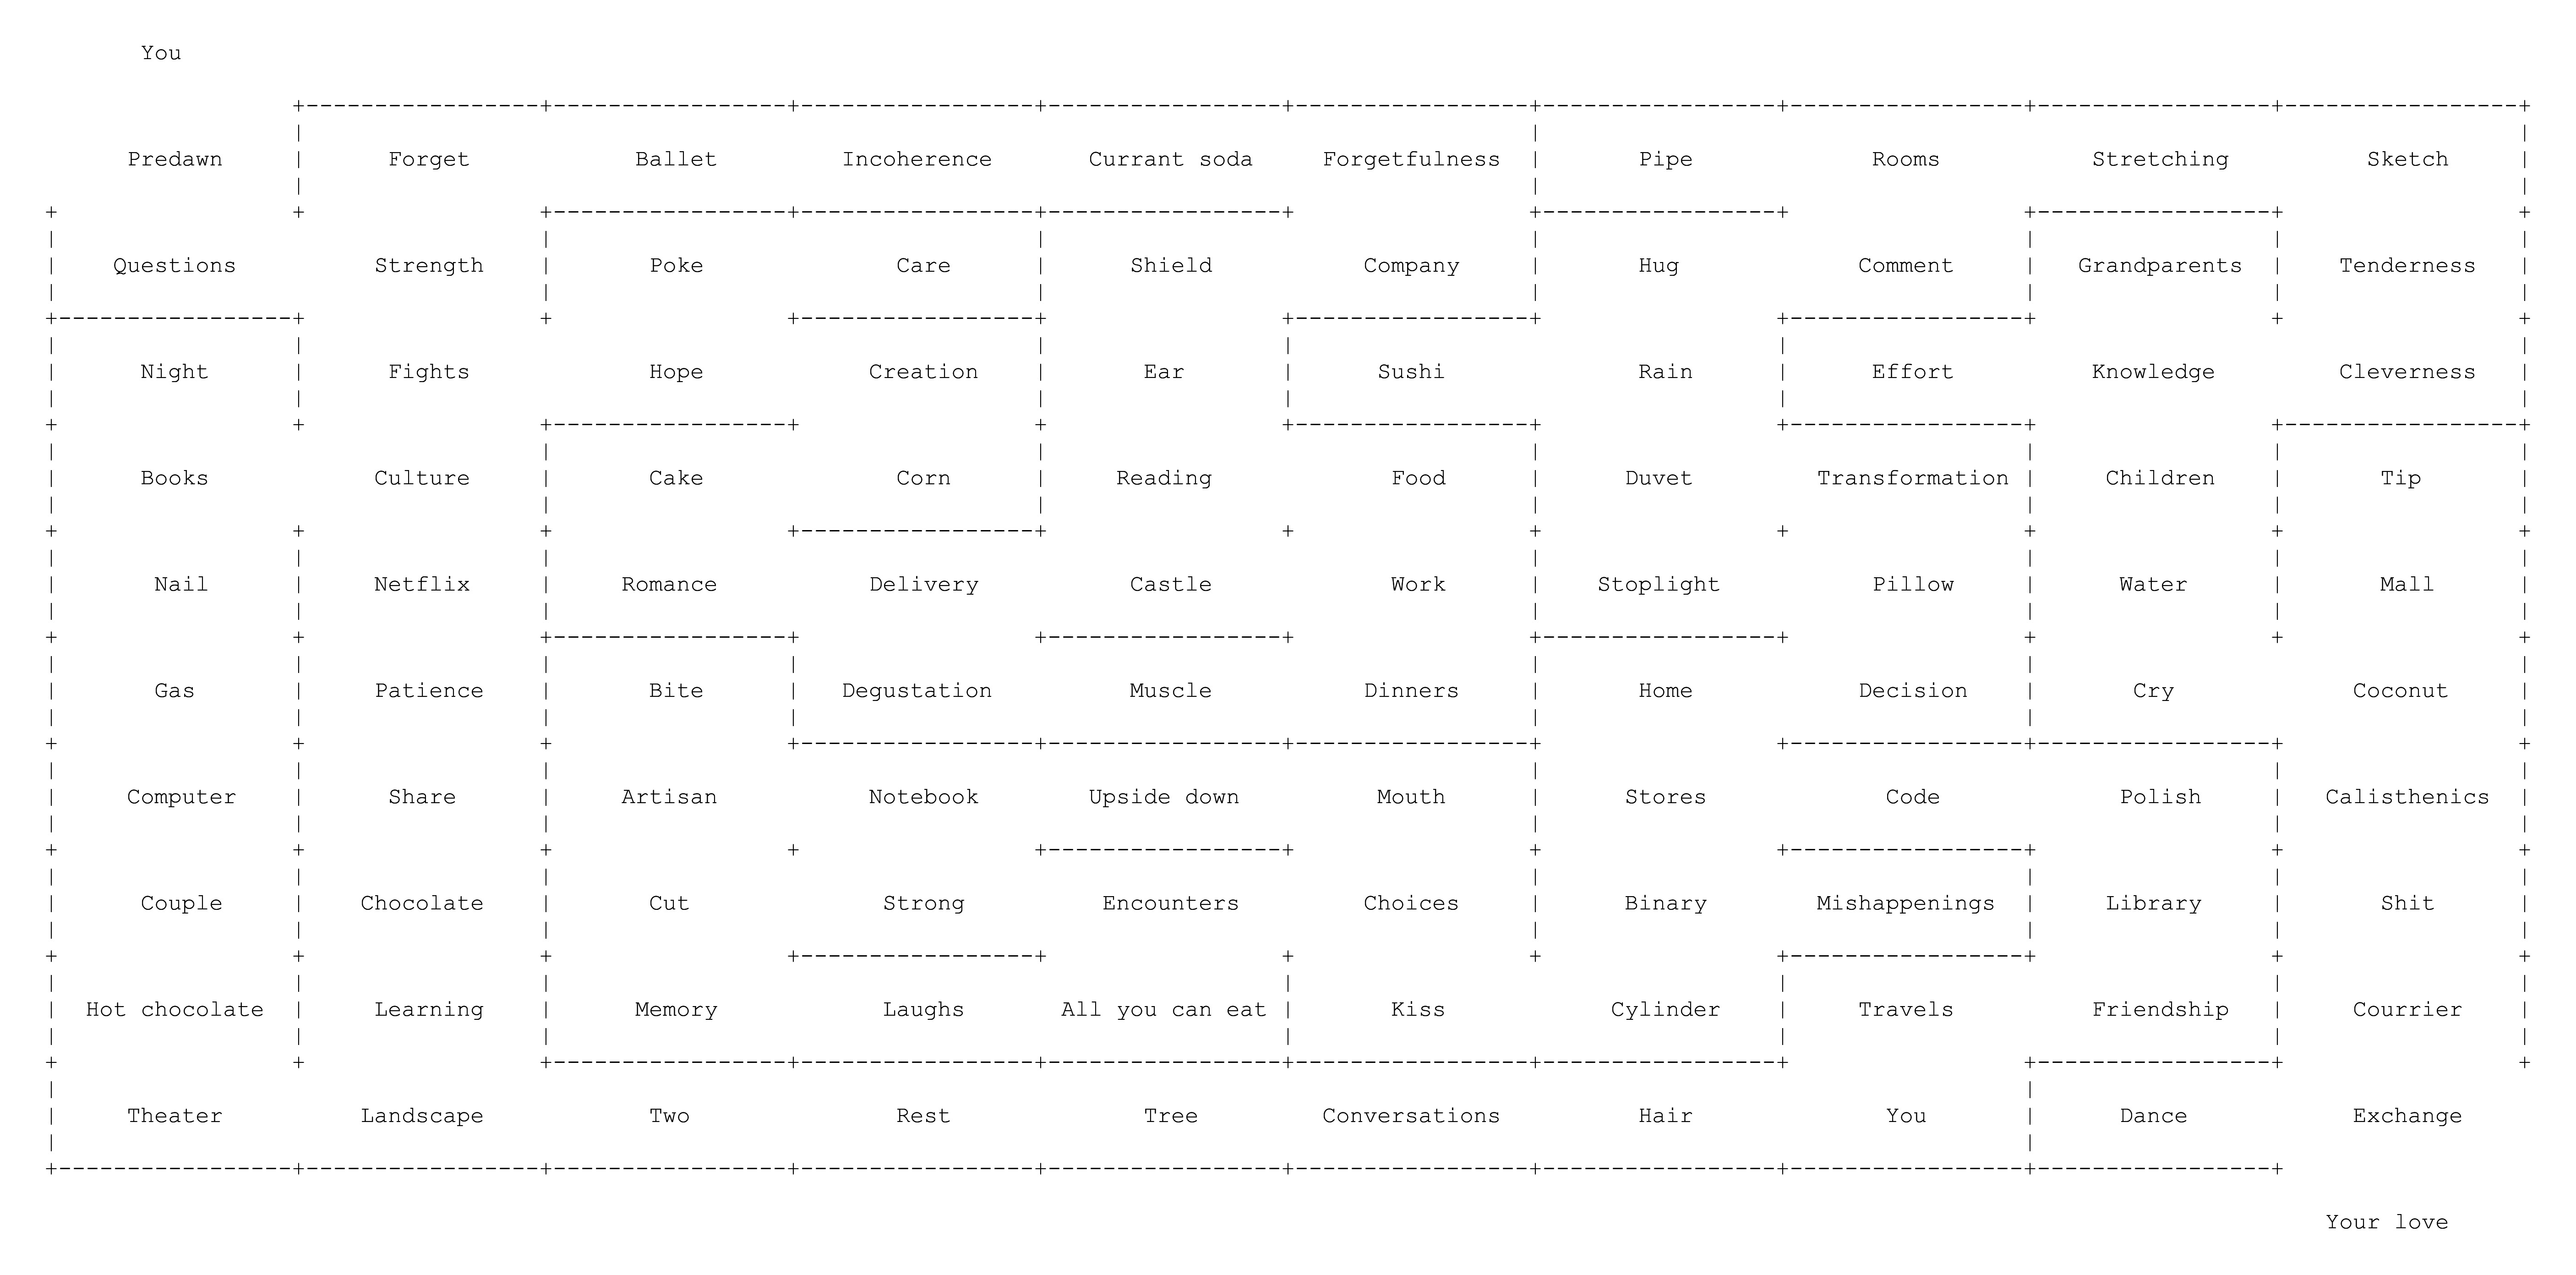 You
Predawn Forget Ballet Incoherence Currant soda Forgetfulness Pipe Rooms Stretching Sketch
Questions Strength Poke Care Shield Company Hug Comment Grandparents Tenderness
Night Fights Hope Creation Ear Sushi Rain Effort Knowledge Cleverness
Books Culture Cake Corn Reading Food Duvet Transformation Children Tip
Nail Netflix Romance Delivery Castle Work Stoplight Pillow Water Mall
Gas Patience Bite Degustation Muscle Dinners Home Decision Cry Coconut
Computer Share Artisan Notebook Upside down Mouth Stores Code Polish Calisthenics
Couple Chocolate Cut Strong Encounters Choices Binary Mishappenings Library Shit
Hot chocolate Learning Memory Laughs All you can eat Kiss Cylinder Travels Friendship Courrier
Theater Landscape Two Rest Tree Conversations Hair You Dance Exchange
Your love